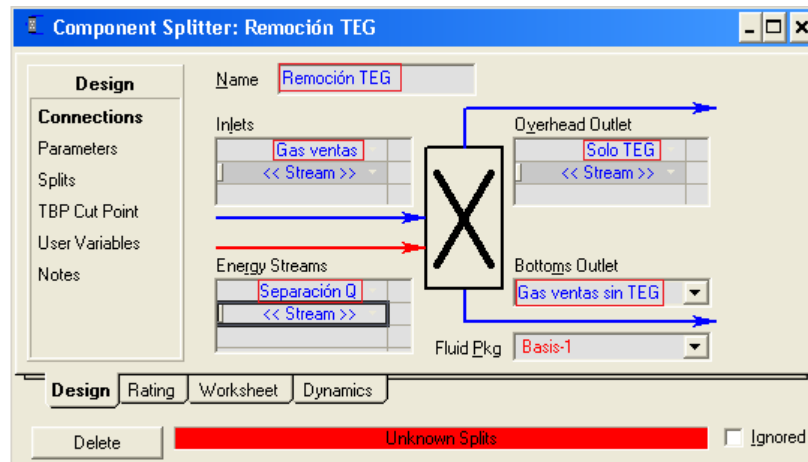 Component Splitter: Remoción TEG
Design
Connections
Parameters
Splits
TBP Cut Point
User Variables
Notes
Name Remoción TEG
Inlets
Gas ventas
<< Stream >>
Overhead Outlet
Solo TEG
<< Stream >>
Energy Streams
Separación Q
<< Stream >>
Bottoms Outlet
Gas ventas sin TEG
Fluid Pkg Basis-1
Design Rating Worksheet Dynamics
Delete Unknown Splits Ignored